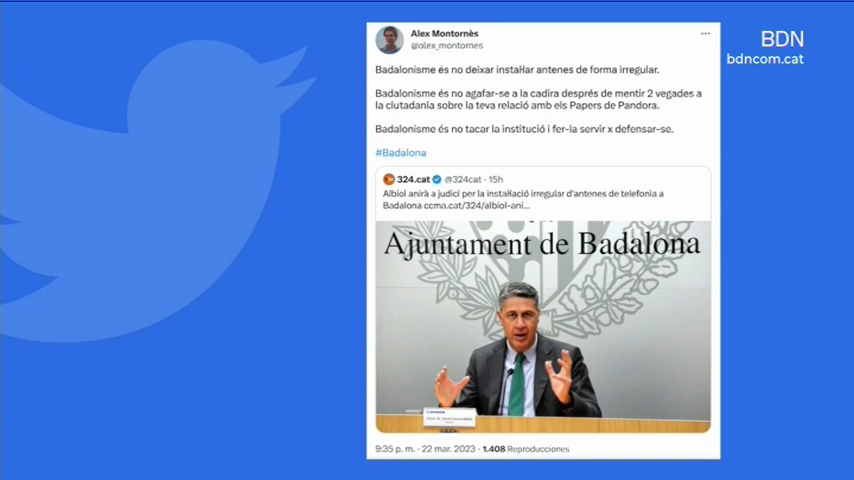 BDN
bdncom.cat
Alex Montornès
@alex_montornes
Badalonisme és no deixar instal·lar antenes de forma irregular.
Badalonisme és no agafar-se a la cadira després de mentir 2 vegades a
la ciutadania sobre la teva relació amb els Papers de Pandora.
Badalonisme és no tacar la institució i fer-la servir x defensar-se.
#Badalona
324.cat @324cat · 15h
Albiol anirà a judici per la instal·lació irregular d'antenes de telefonia a
Badalona ccma.cat/324/albiol-ani...
Ajuntament de Badalona
9:35 p. m. · 22 mar. 2023 · 1.408 Reproducciones